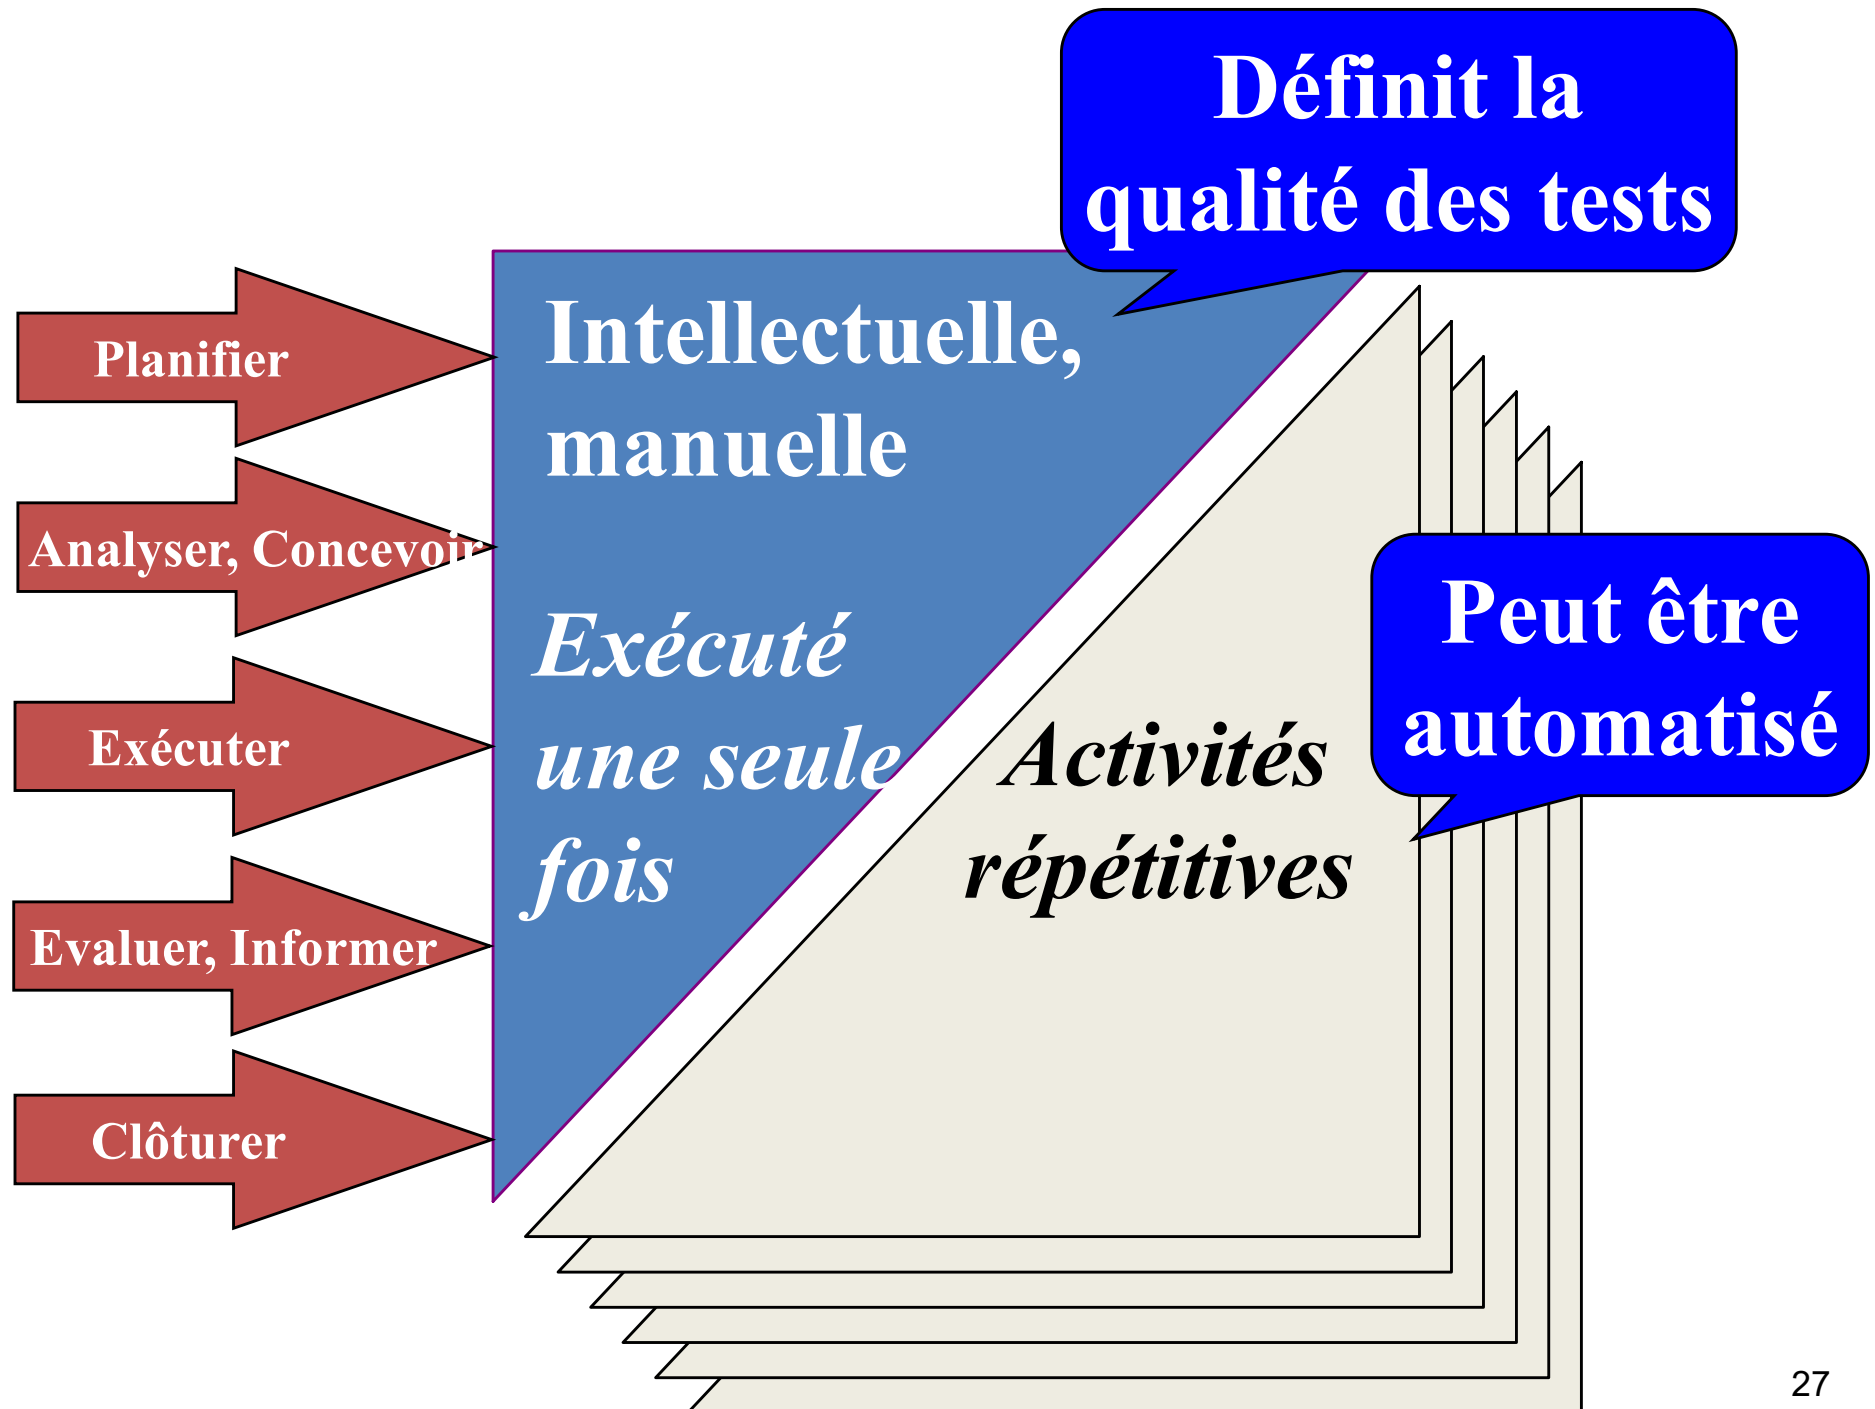 Définit la
qualité des tests
Planifier
Analyser, Concevoir
Exécuter
Evaluer, Informer
Clôturer
Intellectuelle,
manuelle
Exécuté
une seule
fois
Activités
répétitives
Peut être
automatisé
27